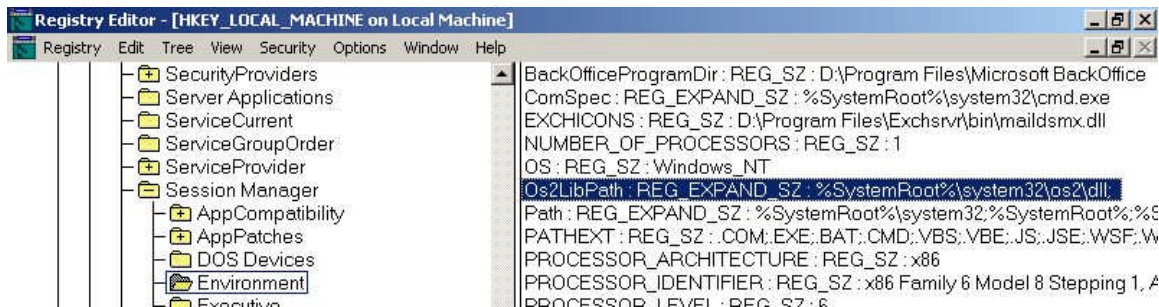 Registry Editor - [HKEY_LOCAL_MACHINE on Local Machine]
Registry Edit Tree View Security Options Window Help
SecurityProviders
Server Applications
ServiceCurrent
ServiceGroupOrder
ServiceProvider
Session Manager
AppCompatibility
AppPatches
DOS Devices
Environment
Executive
BackOfficeProgramDir : REG_SZ : D:\Program Files\Microsoft BackOffice
ComSpec : REG_EXPAND_SZ : %SystemRoot%\system32\cmd.exe
EXCHICONS : REG_SZ : D:\Program Files\Exchsrvr\bin\maildsmx.dll
NUMBER_OF_PROCESSORS : REG_SZ : 1
OS : REG_SZ : Windows_NT
Os2LibPath : REG_EXPAND_SZ : %SystemRoot%\system32\os2\dll;
Path : REG_EXPAND_SZ : %SystemRoot%\system32;%SystemRoot%;%S
PATHEXT : REG_SZ : .COM;.EXE;.BAT;.CMD;.VBS;.VBE;.JS;.JSE;.WSF;.W
PROCESSOR_ARCHITECTURE : REG_SZ : x86
PROCESSOR_IDENTIFIER : REG_SZ : x86 Family 6 Model 8 Stepping 1, A
PROCESSOR_LEVEL : REG_SZ : 6